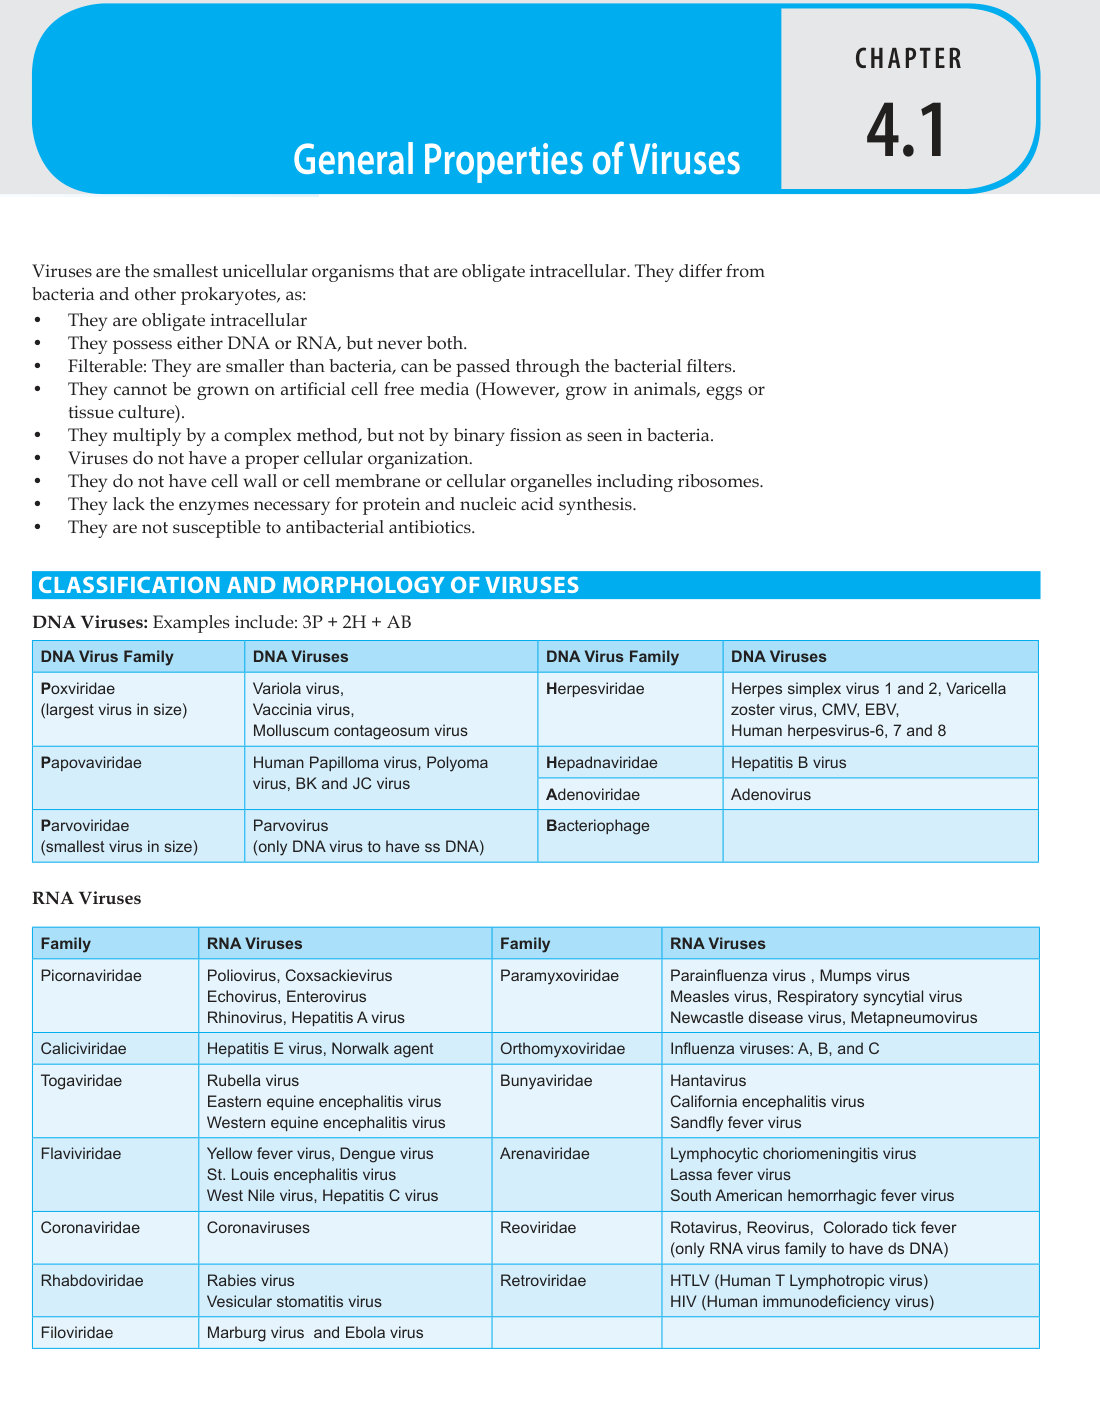 CHAPTER
4.1
General Properties of Viruses
Viruses are the smallest unicellular organisms that are obligate intracellular. They differ from
bacteria and other prokaryotes, as:
• They are obligate intracellular
• They possess either DNA or RNA, but never both.
• Filterable: They are smaller than bacteria, can be passed through the bacterial filters.
• They cannot be grown on artificial cell free media (However, grow in animals, eggs or
tissue culture).
• They multiply by a complex method, but not by binary fission as seen in bacteria.
• Viruses do not have a proper cellular organization.
• They do not have cell wall or cell membrane or cellular organelles including ribosomes.
• They lack the enzymes necessary for protein and nucleic acid synthesis.
• They are not susceptible to antibacterial antibiotics.
CLASSIFICATION AND MORPHOLOGY OF VIRUSES
DNA Viruses: Examples include: 3P + 2H + AB
DNA Virus Family DNA Viruses DNA Virus Family DNA Viruses
Poxviridae Variola virus, Herpesviridae Herpes simplex virus 1 and 2, Varicella
(largest virus in size) Vaccinia virus, zoster virus, CMV, EBV,
Molluscum contageosum virus Human herpesvirus-6, 7 and 8
Papovaviridae Human Papilloma virus, Polyoma Hepadnaviridae Hepatitis B virus
virus, BK and JC virus
Adenoviridae Adenovirus
Parvoviridae Parvovirus Bacteriophage
(smallest virus in size) (only DNA virus to have ss DNA)
RNA Viruses
Family RNA Viruses Family RNA Viruses
Picornaviridae Poliovirus, Coxsackievirus Paramyxoviridae Parainfluenza virus , Mumps virus
Echovirus, Enterovirus Measles virus, Respiratory syncytial virus
Rhinovirus, Hepatitis A virus Newcastle disease virus, Metapneumovirus
Caliciviridae Hepatitis E virus, Norwalk agent Orthomyxoviridae Influenza viruses: A, B, and C
Togaviridae Rubella virus Bunyaviridae Hantavirus
Eastern equine encephalitis virus California encephalitis virus
Western equine encephalitis virus Sandfly fever virus
Flaviviridae Yellow fever virus, Dengue virus Arenaviridae Lymphocytic choriomeningitis virus
St. Louis encephalitis virus Lassa fever virus
West Nile virus, Hepatitis C virus South American hemorrhagic fever virus
Coronaviridae Coronaviruses Reoviridae Rotavirus, Reovirus, Colorado tick fever
(only RNA virus family to have ds DNA)
Rhabdoviridae Rabies virus Retroviridae HTLV (Human T Lymphotropic virus)
Vesicular stomatitis virus HIV (Human immunodeficiency virus)
Filoviridae Marburg virus and Ebola virus